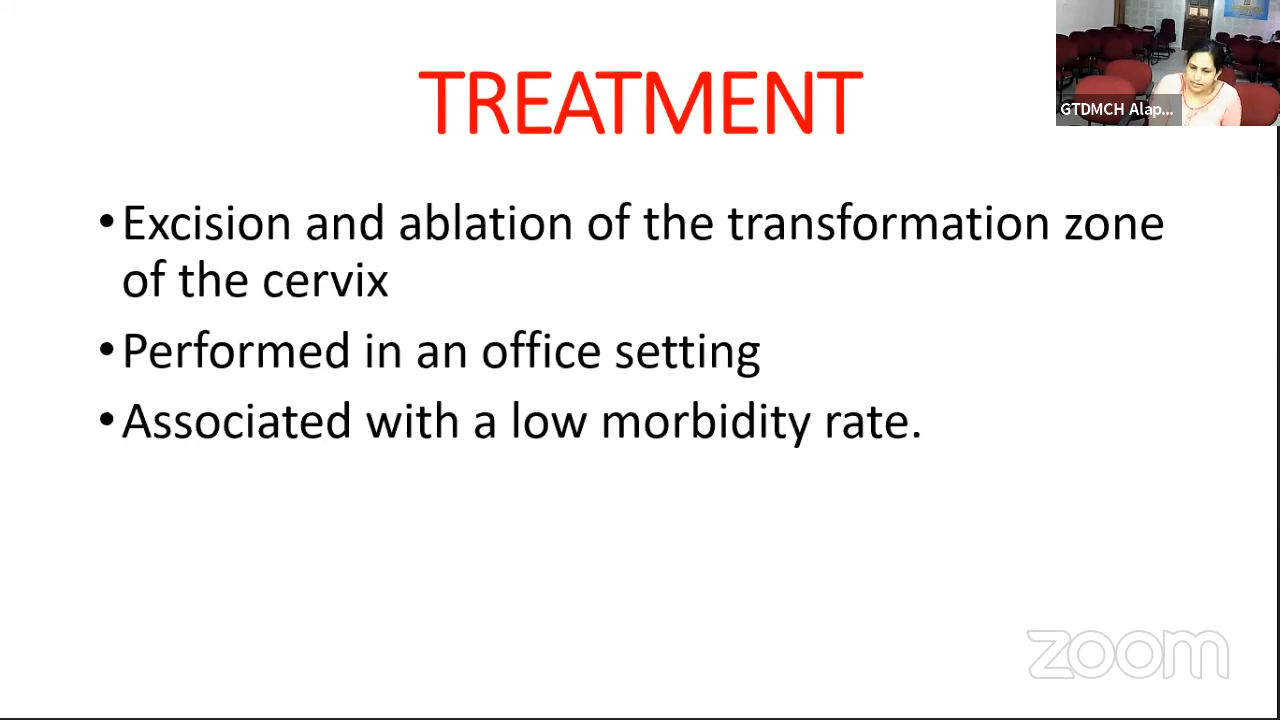 TREATMENT
GTDMCH Alap...
•Excision and ablation of the transformation zone
of the cervix
•Performed in an office setting
•Associated with a low morbidity rate.
zoom